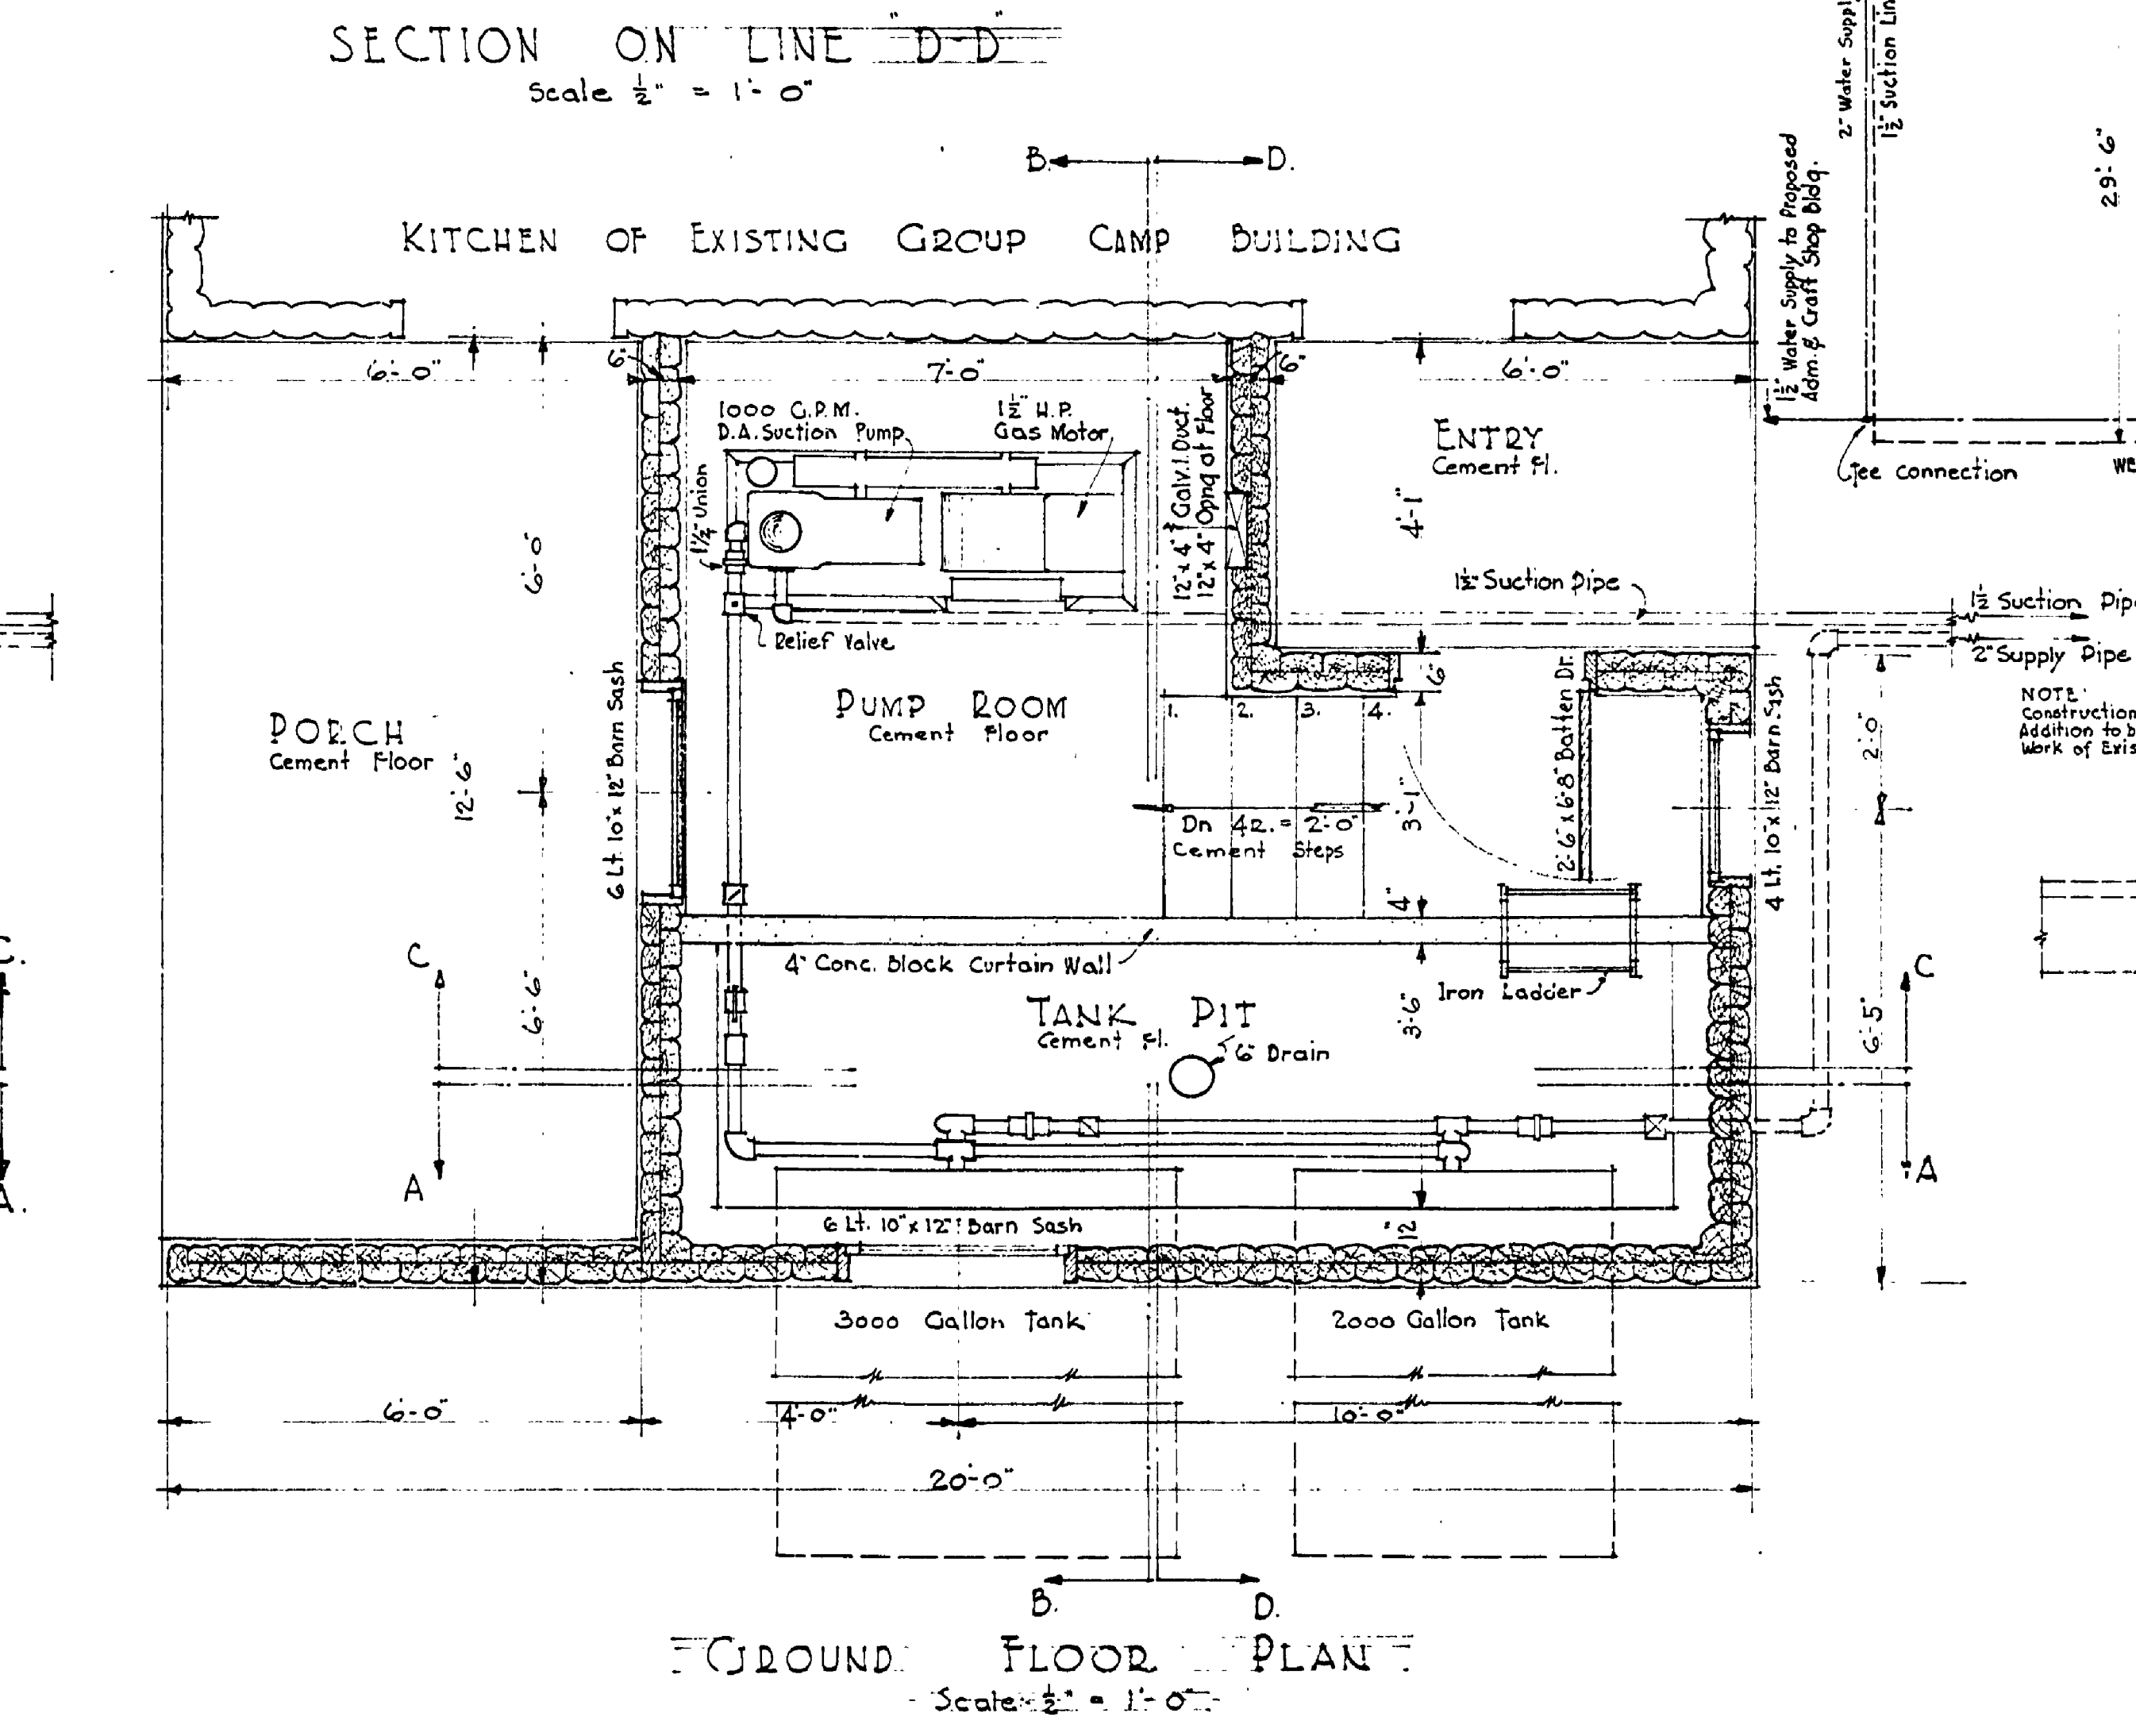 SECTION ON LINE "D-D"
Scale ½" = 1'-0"
2" Water Supply
1½" Suction Lin
29'-6"
1½" Water Supply to Proposed
Adm. & Craft Shop Bldg.
B.
D.
KITCHEN OF EXISTING GROUP CAMP BUILDING
6'-0"
6"
7'-0"
6"
6'-0"
1000 G.P.M.
D.A. Suction Pump
1½" H.P.
Gas Motor
12" x 4" Galv. I. Duct.
12" x 4" Opng at Floor
ENTRY
Cement Fl.
Tee connection
WE
1½" Union
4'-1"
6'-0"
1½" Suction Pipe
1½ Suction Pip
2" Supply Pipe
Relief Valve
6"
NOTE
Construction
Addition to b
Work of Exis
PORCH
Cement Floor
12'-6"
6 Lt. 10" x 12" Barn Sash
PUMP ROOM
Cement Floor
1.
2.
3.
4.
2'-6" x 6'-8" Batten Dr.
4 Lt. 10" x 12" Barn Sash
2'-0"
3'-1"
Dn 4R. = 2'-0"
Cement Steps
4"
4" Conc. Block Curtain Wall
Iron Ladder
C
C
C.
6'-6"
TANK PIT
Cement Fl.
6" Drain
3'-6"
6'-5"
A
A
A.
6 Lt. 10" x 12" Barn Sash
12"
3000 Gallon Tank
2000 Gallon Tank
6'-0"
4'-0"
10'-0"
20'-0"
B.
D.
GROUND FLOOR PLAN
Scale ½" = 1'-0"